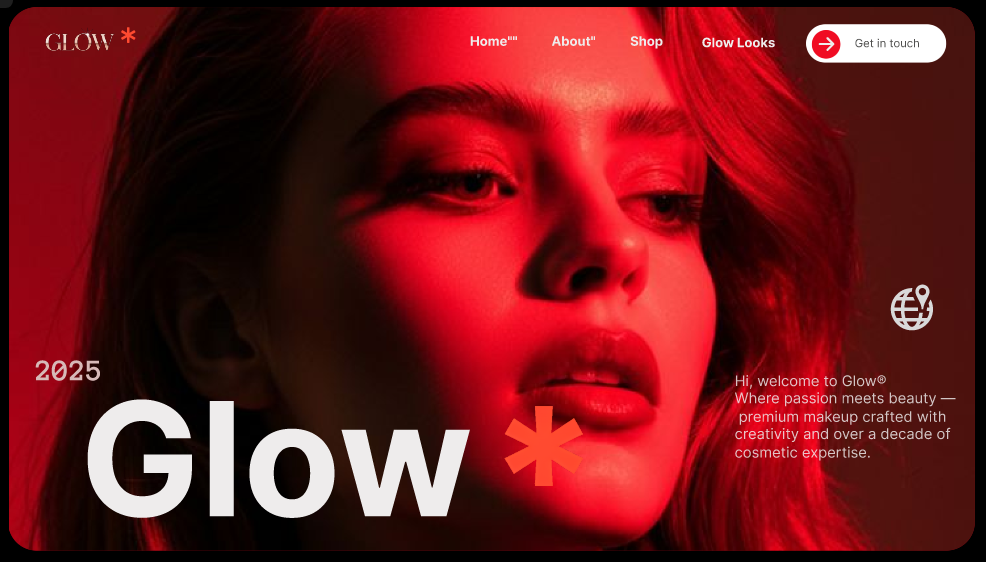 GLOW*
Home"" About" Shop Glow Looks Get in touch
2025
Glow*
Hi, welcome to Glow®
Where passion meets beauty —
premium makeup crafted with
creativity and over a decade of
cosmetic expertise.